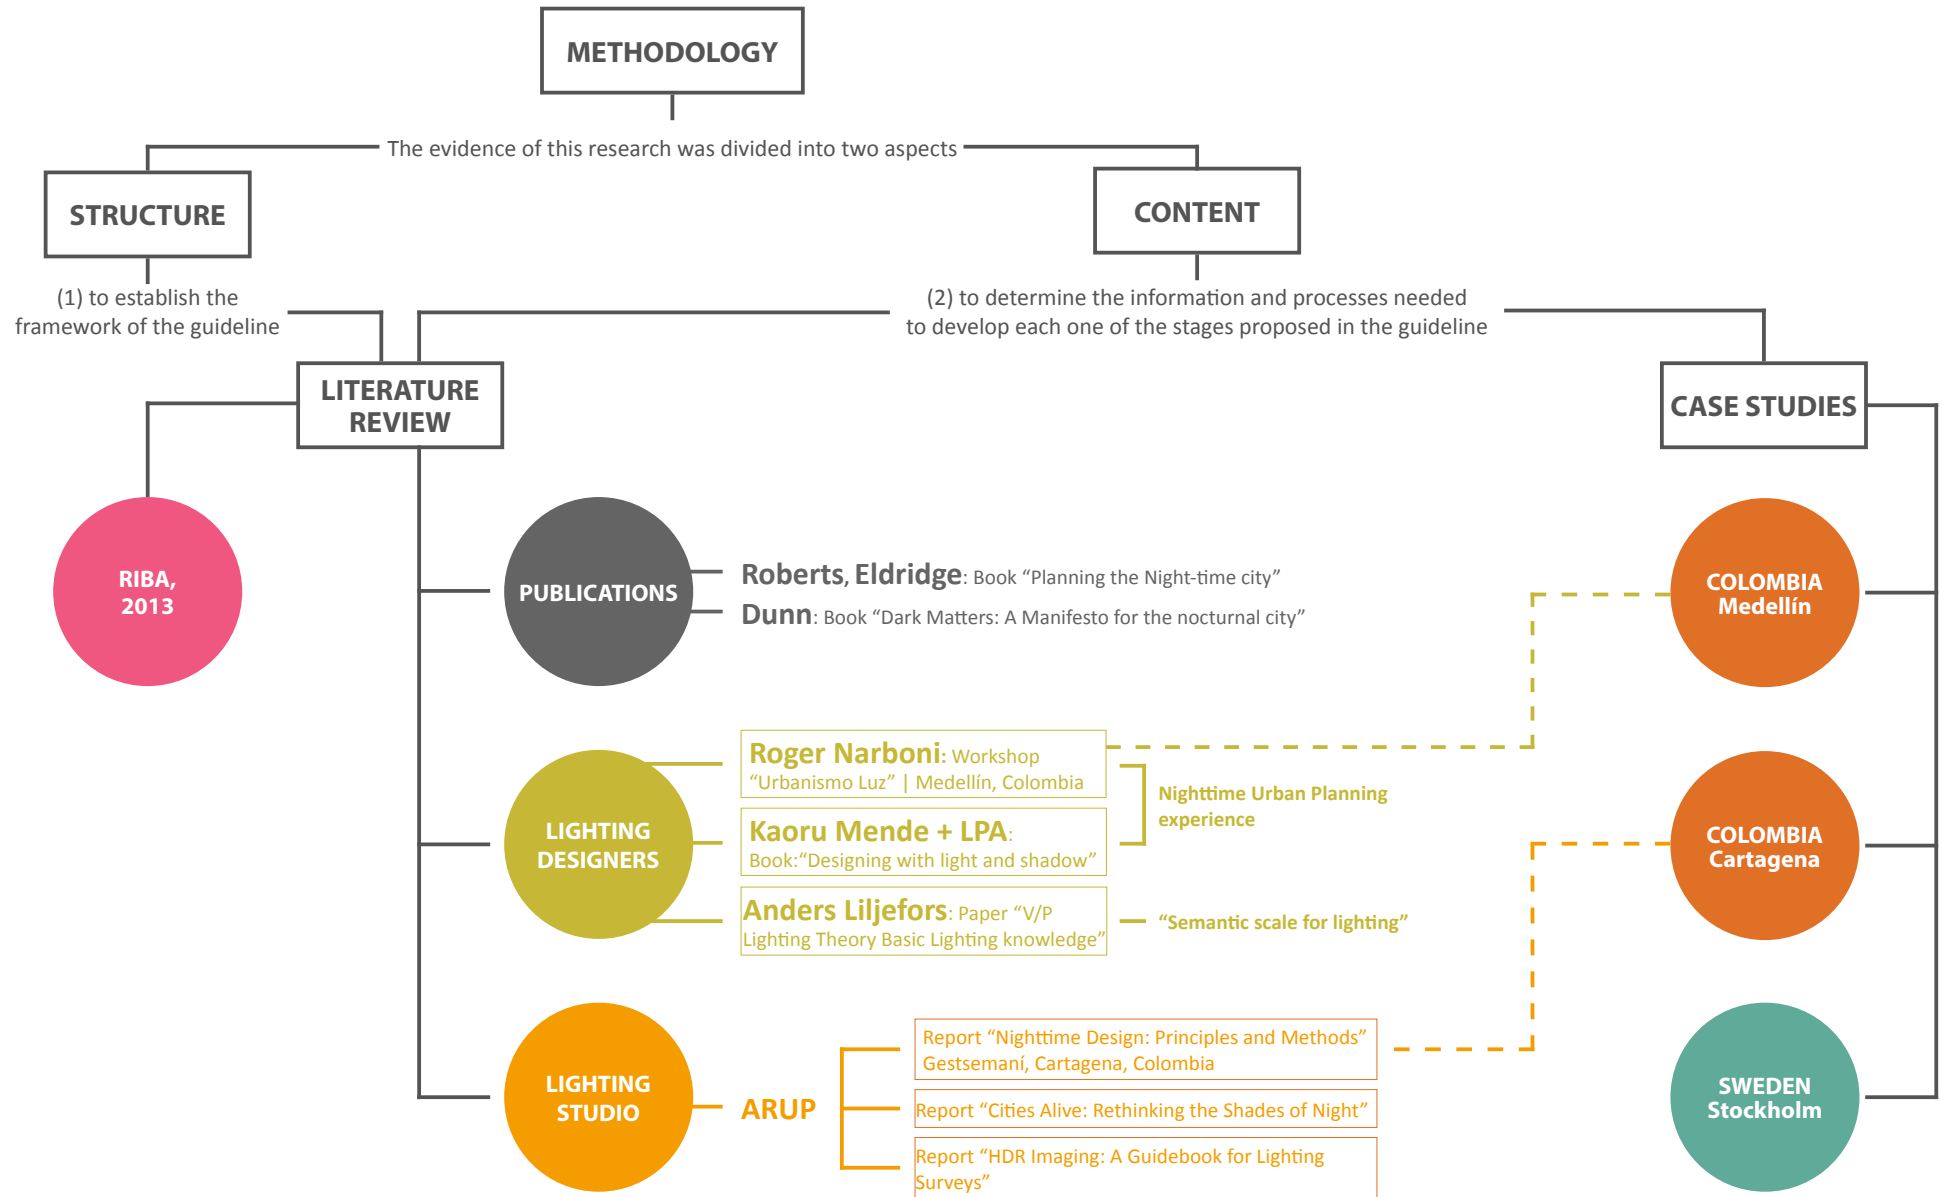 METHODOLOGY
The evidence of this research was divided into two aspects
STRUCTURE
CONTENT
(1) to establish the
framework of the guideline
(2) to determine the information and processes needed
to develop each one of the stages proposed in the guideline
LITERATURE
REVIEW
CASE STUDIES
RIBA,
2013
PUBLICATIONS
Roberts, Eldridge: Book “Planning the Night-time city”
Dunn: Book “Dark Matters: A Manifesto for the nocturnal city”
COLOMBIA
Medellín
LIGHTING
DESIGNERS
Roger Narboni: Workshop
“Urbanismo Luz” | Medellín, Colombia
Kaoru Mende + LPA:
Book:“Designing with light and shadow”
Nighttime Urban Planning
experience
Anders Liljefors: Paper “V/P
Lighting Theory Basic Lighting knowledge”
“Semantic scale for lighting”
COLOMBIA
Cartagena
LIGHTING
STUDIO
ARUP
Report “Nighttime Design: Principles and Methods”
Gestsemaní, Cartagena, Colombia
Report “Cities Alive: Rethinking the Shades of Night”
Report “HDR Imaging: A Guidebook for Lighting
Surveys”
SWEDEN
Stockholm